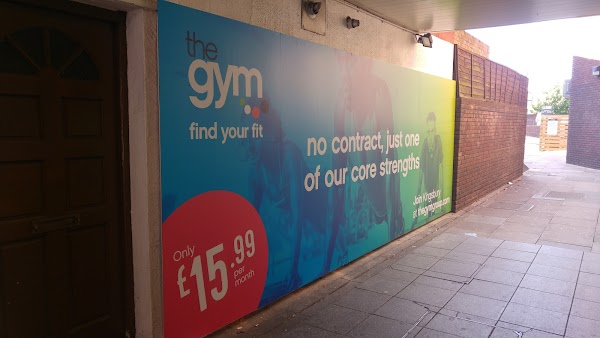 the
gym
find your fit
no contract, just one
of our core strengths
Join Kingsbury
at thegymgroup.com
Only
£15.99
per
month